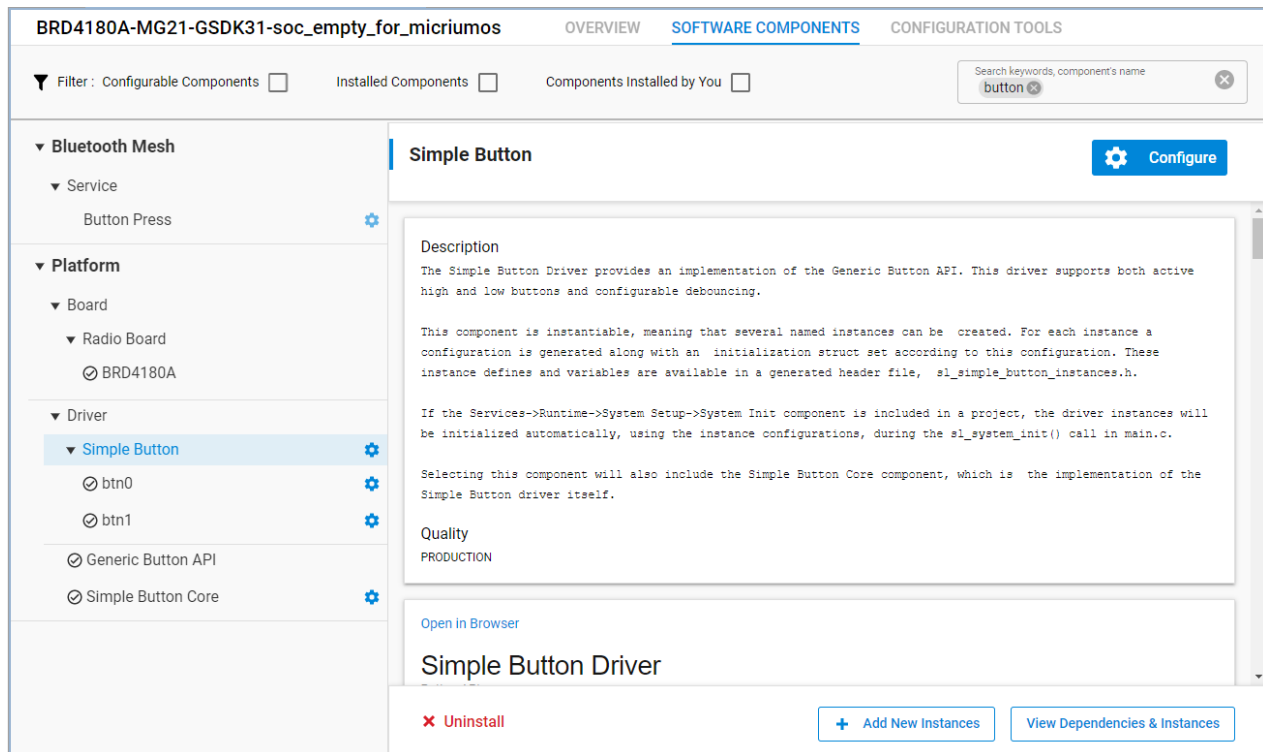 BRD4180A-MG21-GSDK31-soc_empty_for_micriumos
OVERVIEW
SOFTWARE COMPONENTS
CONFIGURATION TOOLS
Filter : Configurable Components
Installed Components
Components Installed by You
Search keywords, component's name
button
Bluetooth Mesh
Service
Button Press
Platform
Board
Radio Board
BRD4180A
Driver
Simple Button
btn0
btn1
Generic Button API
Simple Button Core
Simple Button
Configure
Description
The Simple Button Driver provides an implementation of the Generic Button API. This driver supports both active
high and low buttons and configurable debouncing.
This component is instantiable, meaning that several named instances can be created. For each instance a
configuration is generated along with an initialization struct set according to this configuration. These
instance defines and variables are available in a generated header file, sl_simple_button_instances.h.
If the Services->Runtime->System Setup->System Init component is included in a project, the driver instances will
be initialized automatically, using the instance configurations, during the sl_system_init() call in main.c.
Selecting this component will also include the Simple Button Core component, which is the implementation of the
Simple Button driver itself.
Quality
PRODUCTION
Open in Browser
Simple Button Driver
Uninstall
Add New Instances
View Dependencies & Instances